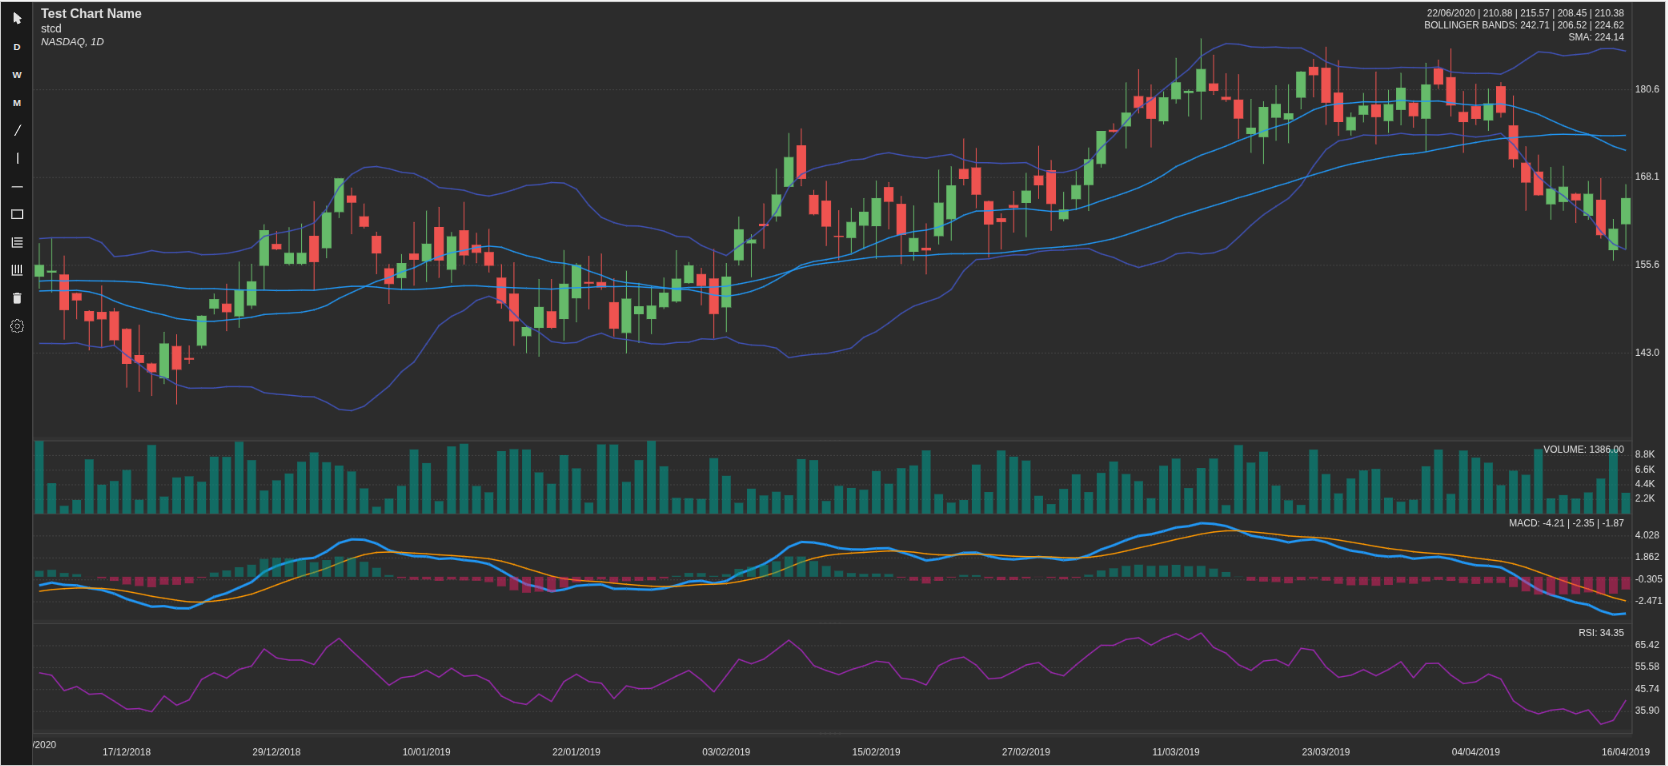 Test Chart Name
stcd
NASDAQ, 1D
22/06/2020 | 210.88 | 215.57 | 208.45 | 210.38
BOLLINGER BANDS: 242.71 | 206.52 | 224.62
SMA: 224.14
D
W
M
180.6
168.1
155.6
143.0
VOLUME: 1386.00
8.8K
6.6K
4.4K
2.2K
MACD: -4.21 | -2.35 | -1.87
4.028
1.862
-0.305
-2.471
RSI: 34.35
65.42
55.58
45.74
35.90
/2020
17/12/2018 29/12/2018 10/01/2019 22/01/2019 03/02/2019 15/02/2019 27/02/2019 11/03/2019 23/03/2019 04/04/2019 16/04/2019